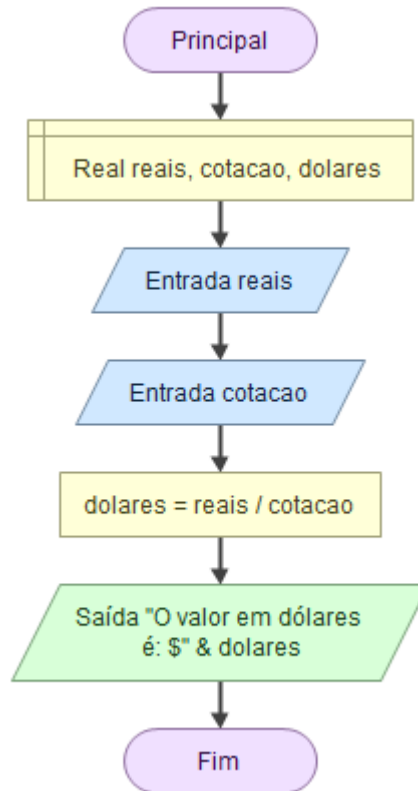 Principal
Real reais, cotacao, dolares
Entrada reais
Entrada cotacao
dolares = reais / cotacao
Saída "O valor em dólares
é: $" & dolares
Fim